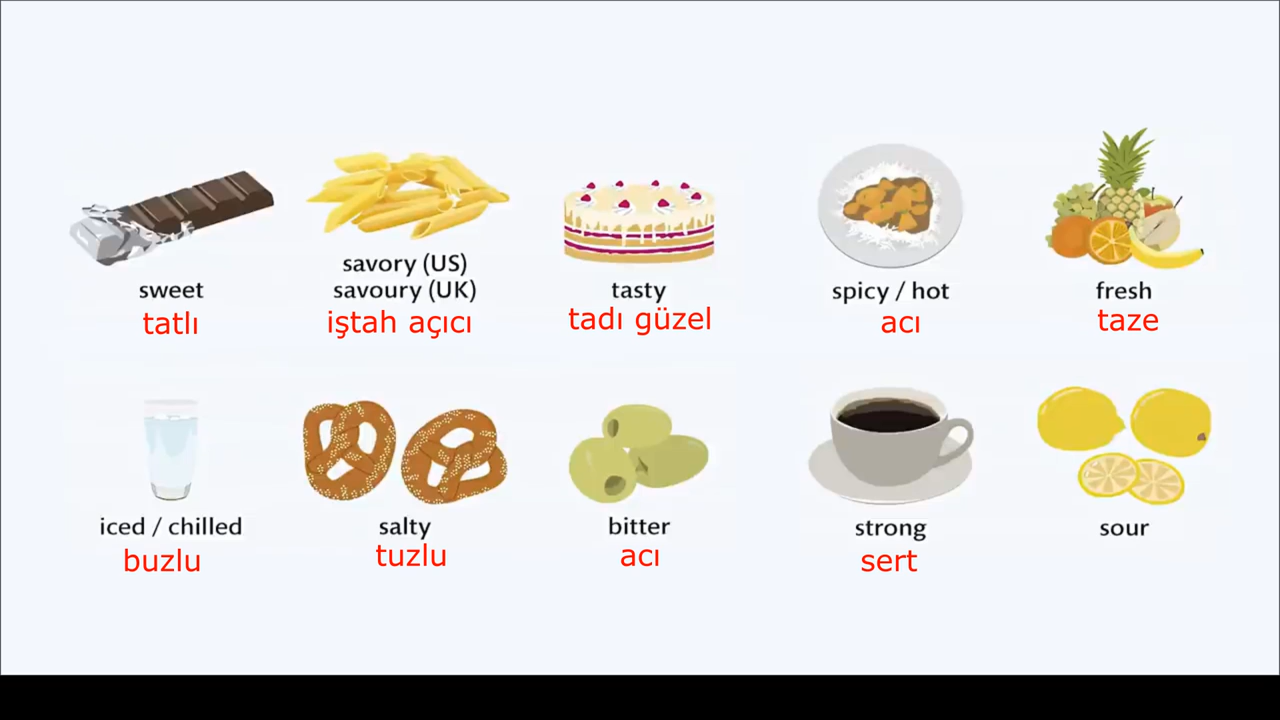 sweet
tatlı
savory (US)
savoury (UK)
iştah açıcı
tasty
tadı güzel
spicy / hot
acı
fresh
taze
iced / chilled
buzlu
salty
tuzlu
bitter
acı
strong
sert
sour